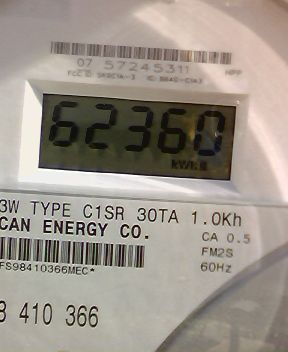 07 57245311
62360
3W TYPE C1SR 30TA 1.0Kh
CAN ENERGY CO.
CA 0.5
FM2S
60Hz
FS98410366MEC*
8 410 366